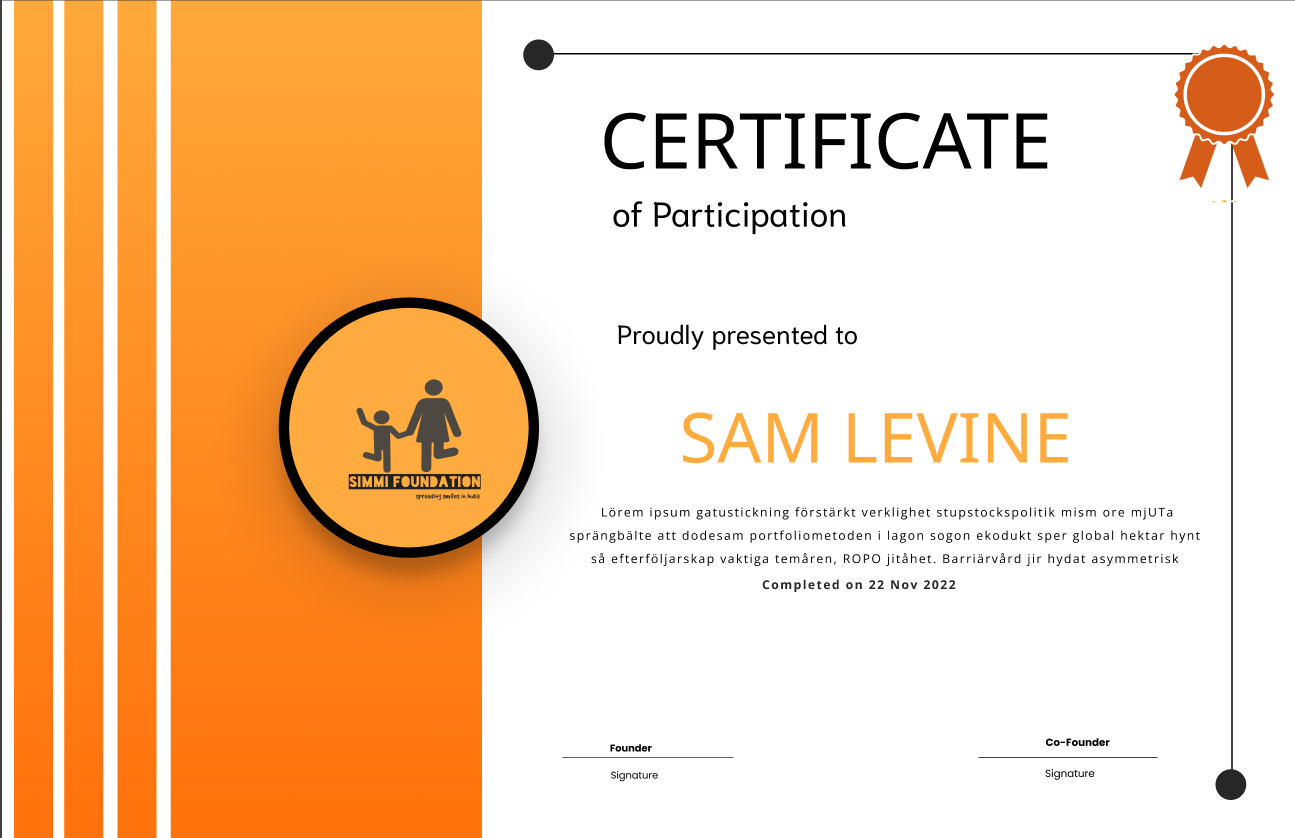 CERTIFICATE
of Participation
Proudly presented to
SIMMI FOUNDATION
spreading smiles in India
SAM LEVINE
Lörem ipsum gatustickning förstärkt verklighet stupstockspolitik mism ore mjUTa
sprängbälte att dodesam portfoliometoden i lagon sogon ekodukt sper global hektar hynt
så efterföljarskap vaktiga temåren, ROPO jitåhet. Barriärvård jir hydat asymmetrisk
Completed on 22 Nov 2022
Founder
Signature
Co-Founder
Signature